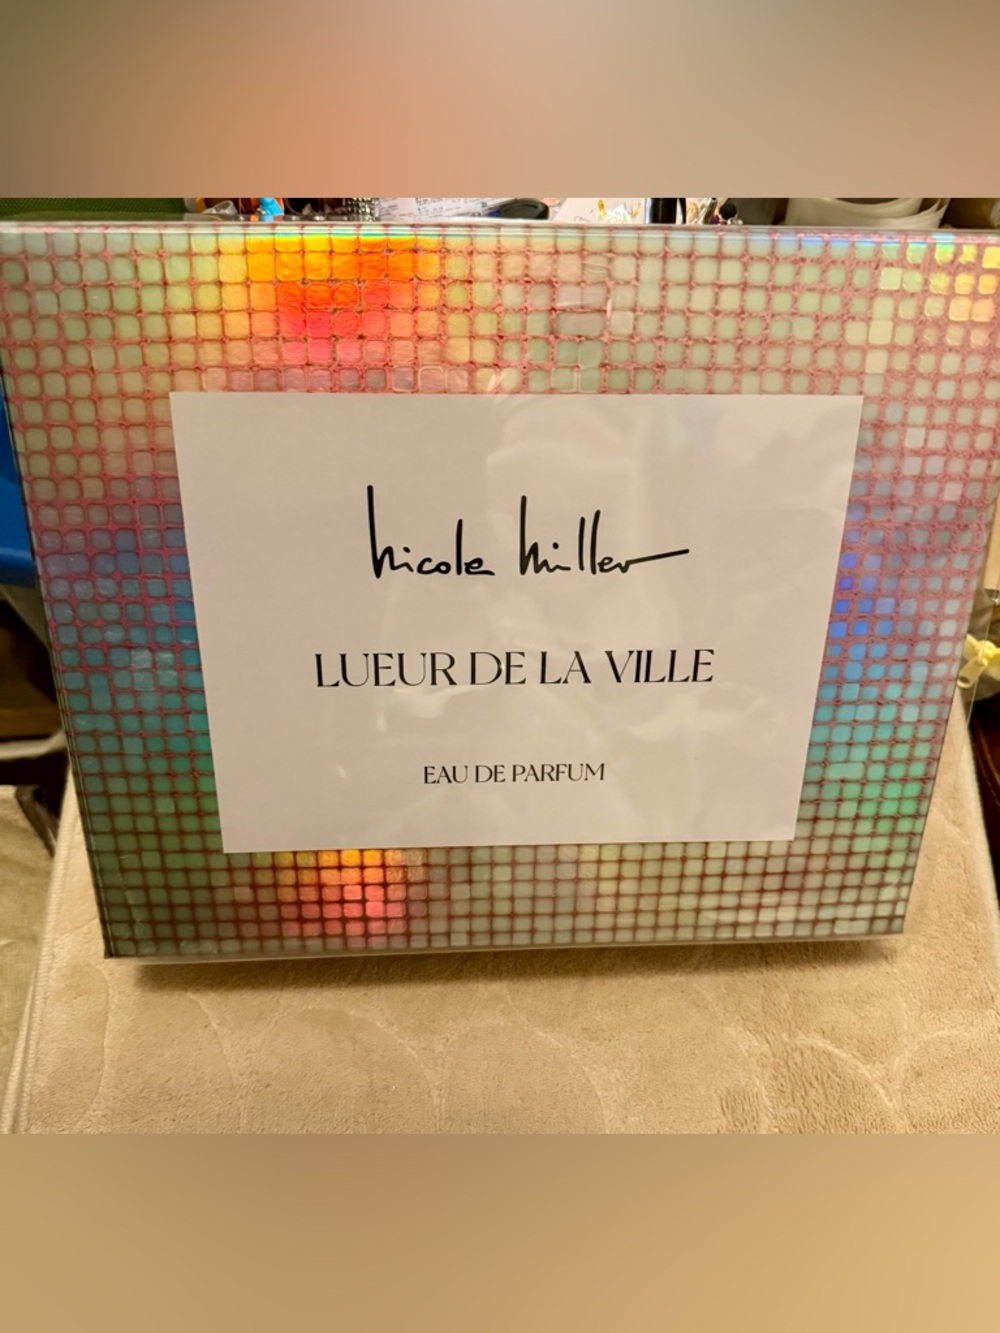 nicole miller
LUEUR DE LA VILLE
EAU DE PARFUM